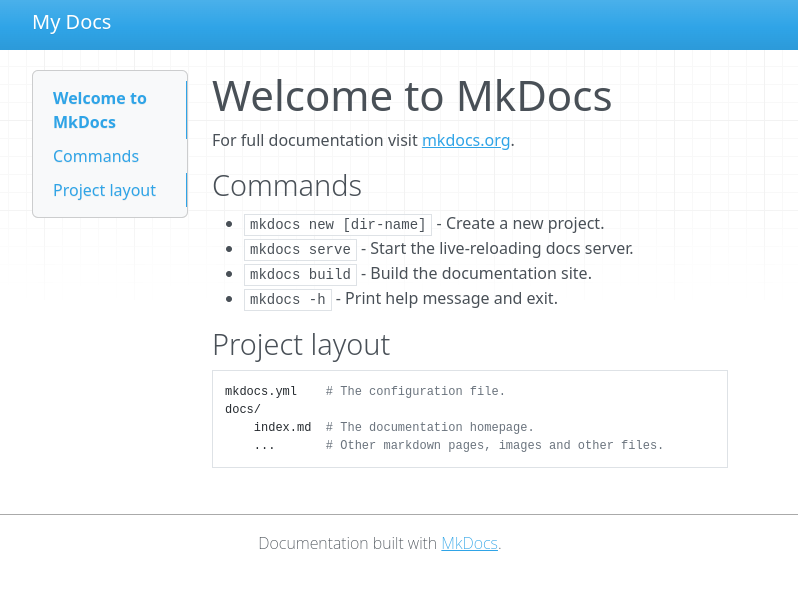 My Docs
Welcome to
MkDocs
Commands
Project layout
Welcome to MkDocs
For full documentation visit mkdocs.org.
Commands
mkdocs new [dir-name] - Create a new project.
mkdocs serve - Start the live-reloading docs server.
mkdocs build - Build the documentation site.
mkdocs -h - Print help message and exit.
Project layout
mkdocs.yml    # The configuration file.
docs/
    index.md  # The documentation homepage.
    ...       # Other markdown pages, images and other files.
Documentation built with MkDocs.